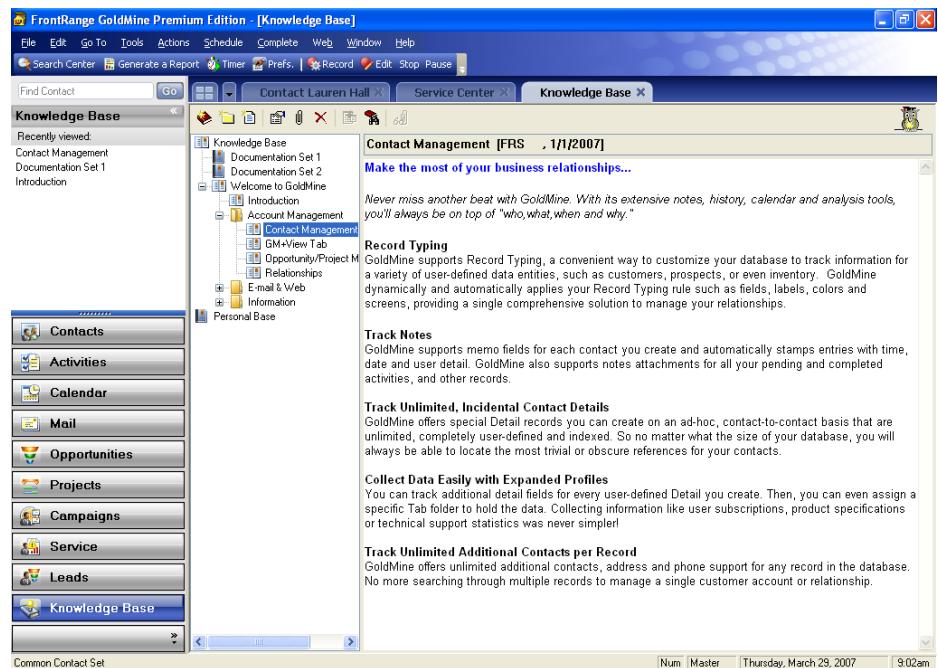 FrontRange GoldMine Premium Edition - [Knowledge Base]
File Edit Go To Tools Actions Schedule Complete Web Window Help
Search Center Generate a Report Timer Prefs. Record Edit Stop Pause
Find Contact Go
Contact Lauren Hall Service Center Knowledge Base
Knowledge Base
Recently viewed:
Contact Management
Documentation Set 1
Introduction
Contacts
Activities
Calendar
Mail
Opportunities
Projects
Campaigns
Service
Leads
Knowledge Base
Knowledge Base
Documentation Set 1
Documentation Set 2
Welcome to GoldMine
Introduction
Account Management
Contact Management
GM+View Tab
Opportunity/Project M
Relationships
E-mail & Web
Information
Personal Base
Contact Management [FRS , 1/1/2007]
Make the most of your business relationships...
Never miss another beat with GoldMine. With its extensive notes, history, calendar and analysis tools,
you'll always be on top of "who,what,when and why."
Record Typing
GoldMine supports Record Typing, a convenient way to customize your database to track information for
a variety of user-defined data entities, such as customers, prospects, or even inventory. GoldMine
dynamically and automatically applies your Record Typing rule such as fields, labels, colors and
screens, providing a single comprehensive solution to manage your relationships.
Track Notes
GoldMine supports memo fields for each contact you create and automatically stamps entries with time,
date and user detail. GoldMine also supports notes attachments for all your pending and completed
activities, and other records.
Track Unlimited, Incidental Contact Details
GoldMine offers special Detail records you can create on an ad-hoc, contact-to-contact basis that are
unlimited, completely user-defined and indexed. So no matter what the size of your database, you will
always be able to locate the most trivial or obscure references for your contacts.
Collect Data Easily with Expanded Profiles
You can track additional detail fields for every user-defined Detail you create. Then, you can even assign a
specific Tab folder to hold the data. Collecting information like user subscriptions, product specifications
or technical support statistics was never simpler!
Track Unlimited Additional Contacts per Record
GoldMine offers unlimited additional contacts, address and phone support for any record in the database.
No more searching through multiple records to manage a single customer account or relationship.
Common Contact Set Num Master Thursday, March 29, 2007 9:02am